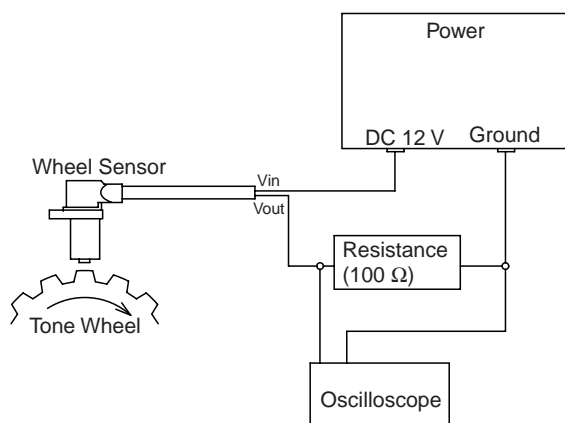 Power
DC 12 V
Ground
Wheel Sensor
Vin
Vout
Resistance
(100 Ω)
Tone Wheel
Oscilloscope